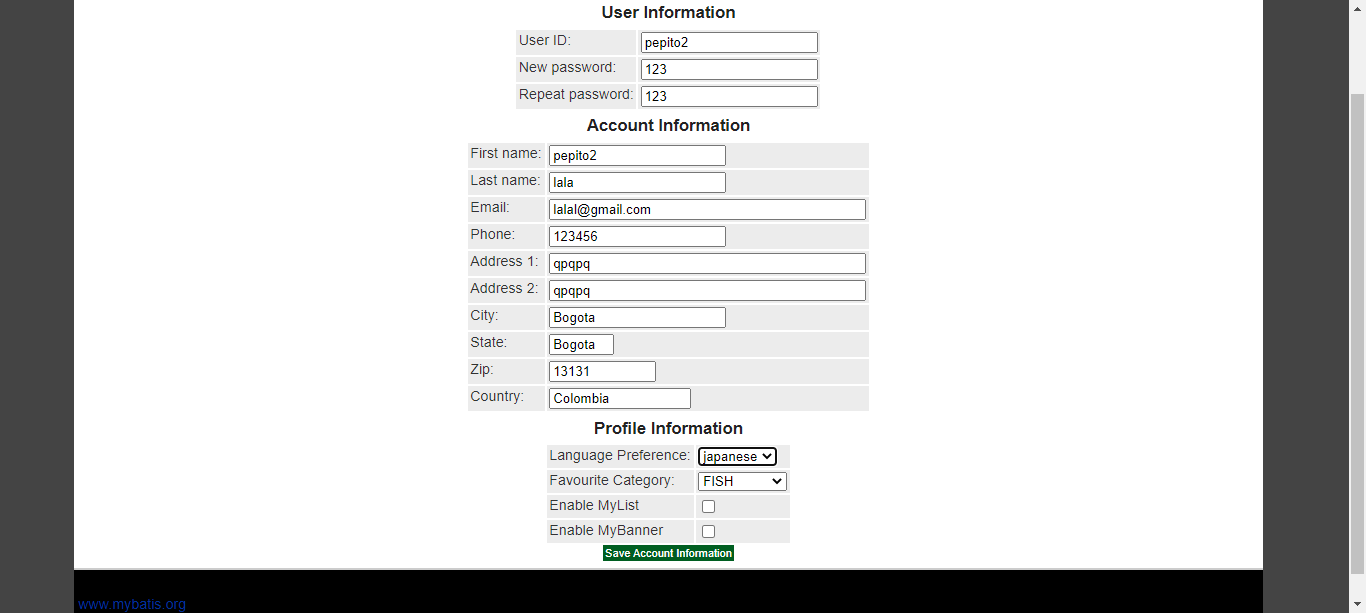 User Information
User ID: pepito2
New password: 123
Repeat password: 123
Account Information
First name: pepito2
Last name: lala
Email: lalal@gmail.com
Phone: 123456
Address 1: qpqpq
Address 2: qpqpq
City: Bogota
State: Bogota
Zip: 13131
Country: Colombia
Profile Information
Language Preference: japanese
Favourite Category: FISH
Enable MyList
Enable MyBanner
Save Account Information
www.mybatis.org